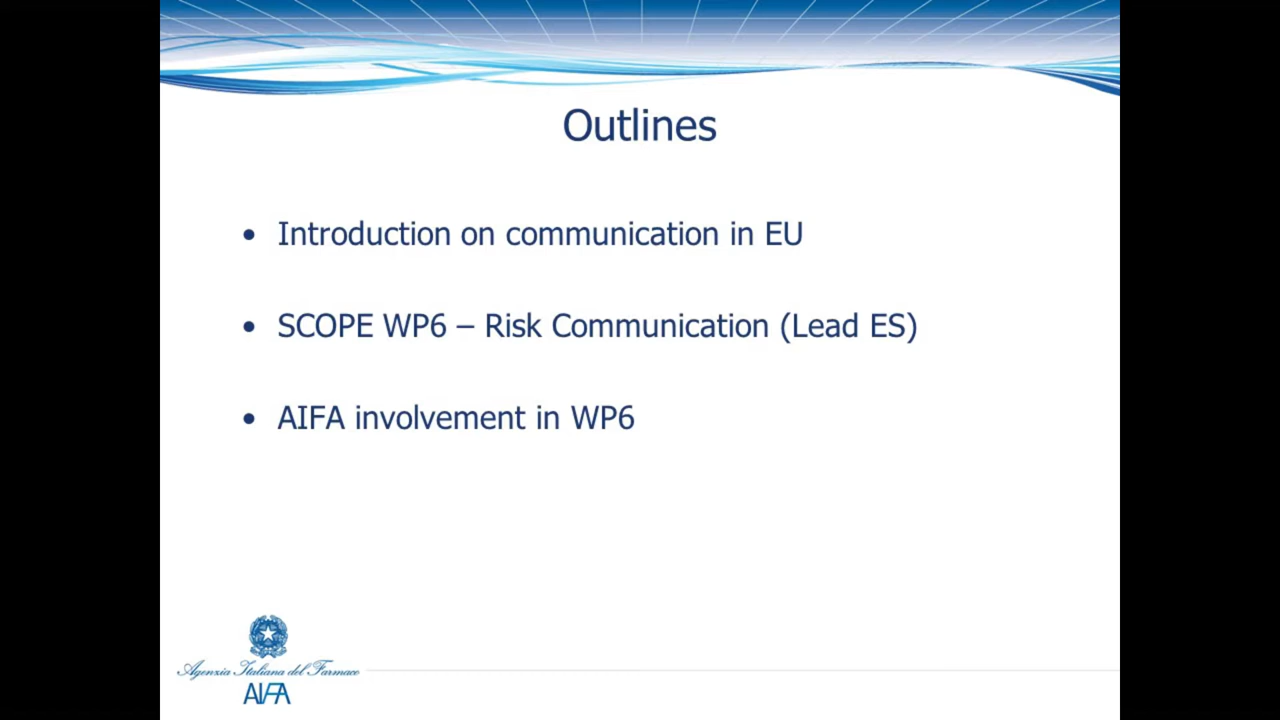 Outlines
• Introduction on communication in EU
• SCOPE WP6 – Risk Communication (Lead ES)
• AIFA involvement in WP6
Agenzia Italiana del Farmaco
AIFA